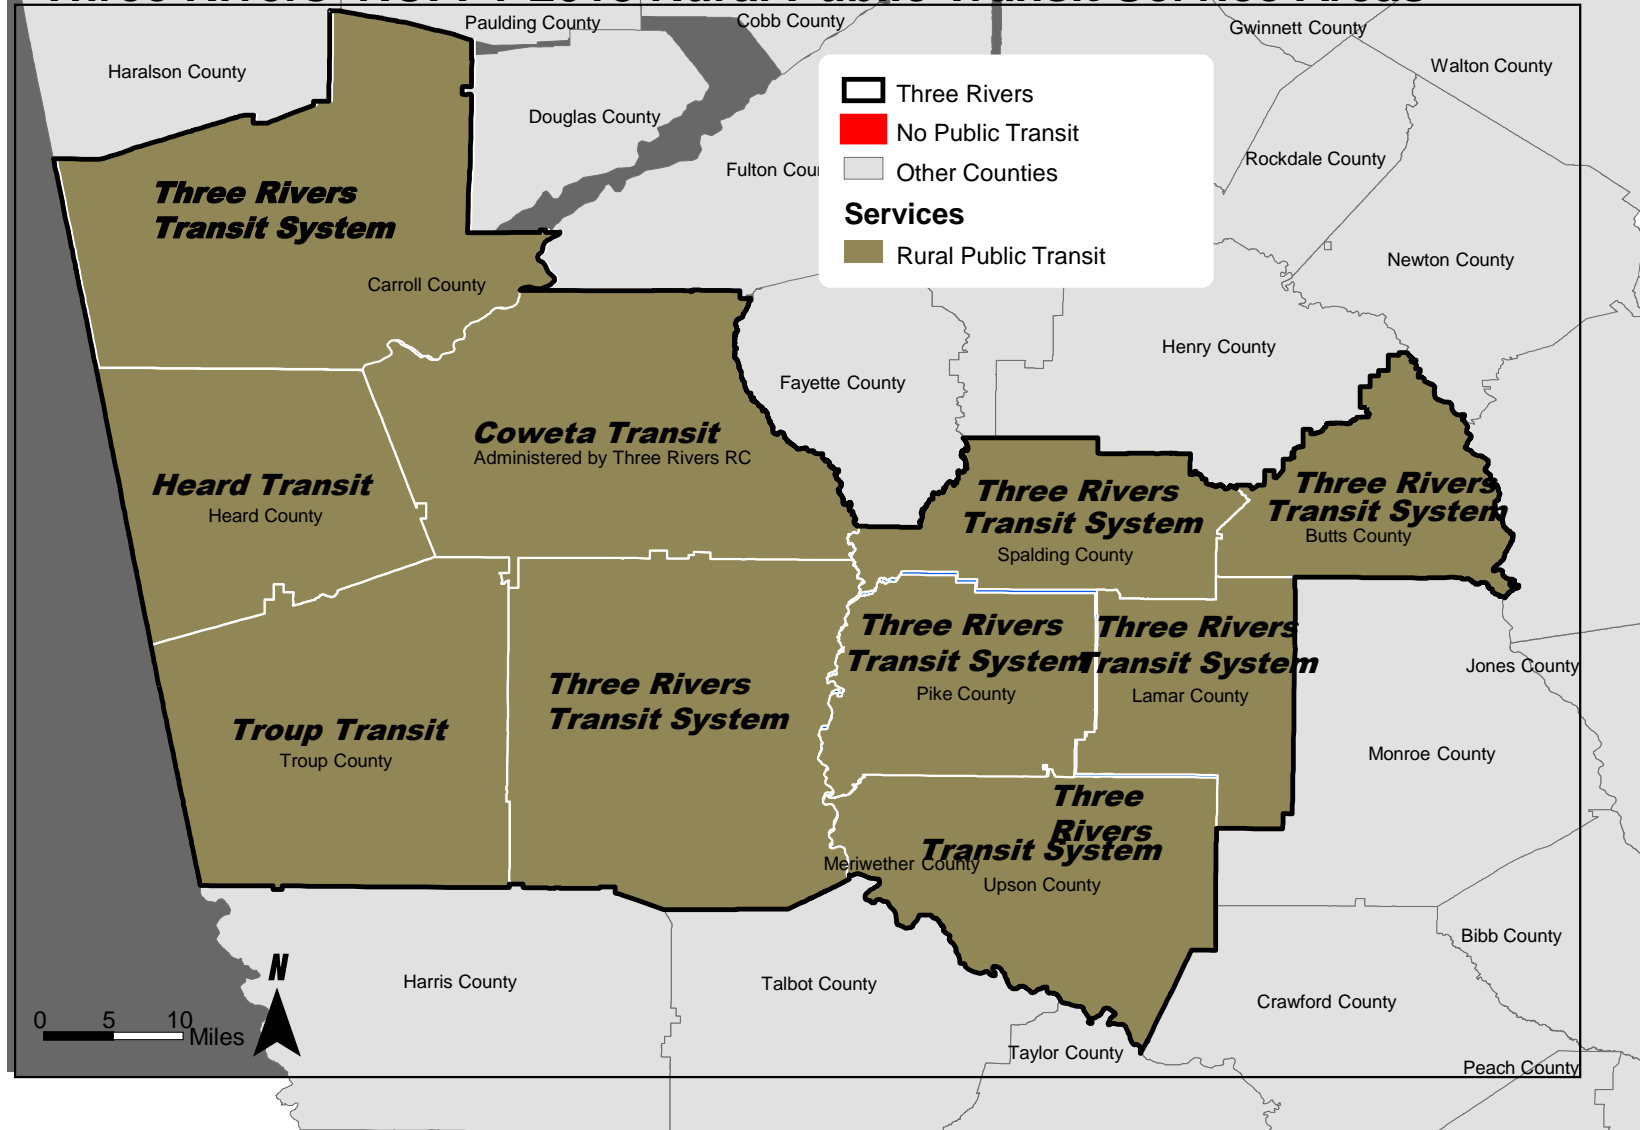 Paulding County
Cobb County
Gwinnett County
Haralson County
Walton County
Douglas County
Three Rivers
No Public Transit
Other Counties
Services
Rural Public Transit
Rockdale County
Fulton
Three Rivers
Transit System
Carroll County
Newton County
Henry County
Fayette County
Coweta Transit
Administered by Three Rivers RC
Heard Transit
Heard County
Three Rivers
Transit System
Spalding County
Three Rivers
Transit System
Butts County
Three Rivers
Transit System
Pike County
Three Rivers
Transit System
Lamar County
Jones County
Three Rivers
Transit System
Troup Transit
Troup County
Monroe County
Three
Rivers
Transit System
Meriwether County
Upson County
Bibb County
Harris County
Talbot County
Crawford County
Taylor County
Peach County
N
0 5 10
Miles